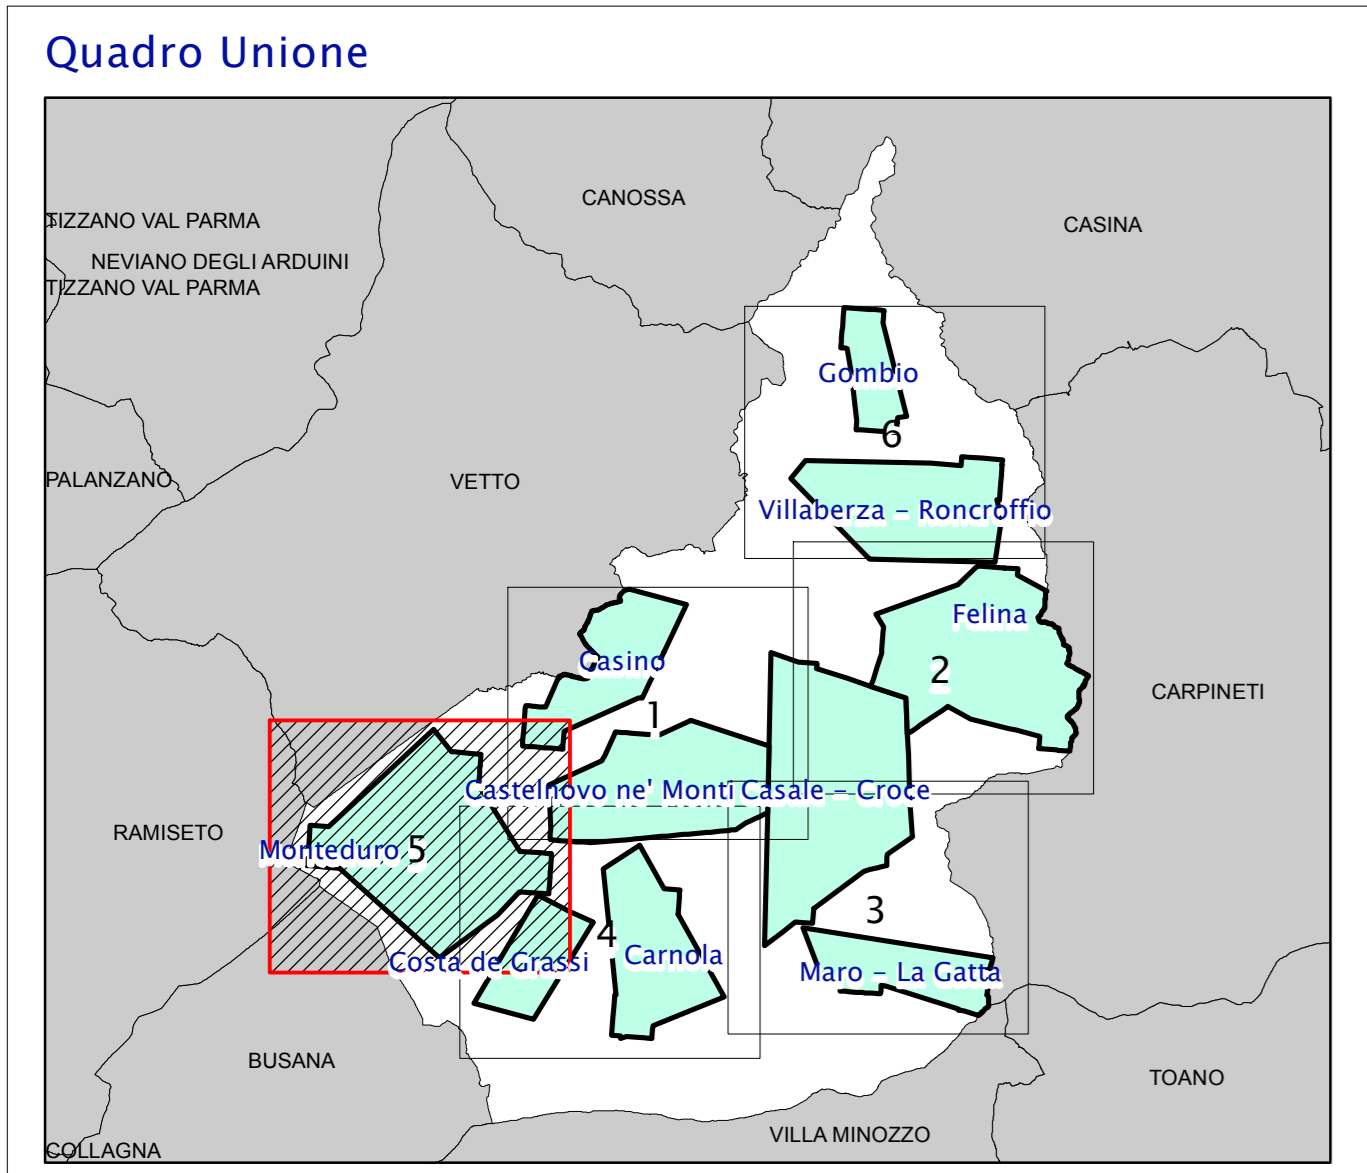 Quadro Unione
CANOSSA
TIZZANO VAL PARMA
CASINA
NEVIANO DEGLI ARDUINI
TIZZANO VAL PARMA
Gombio
6
PALANZANO
VETTO
Villaberza - Roncroffio
Felina
Casino
2
CARPINETI
1
Castelnovo ne' Monti
Casale - Croce
RAMISETO
Monteduro
5
3
4
Costa de Grassi
Carnola
Maro - La Gatta
BUSANA
TOANO
VILLA MINOZZO
COLLAGNA